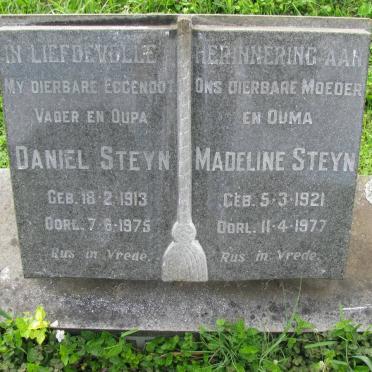 IN LIEFDEVOLLE HERINNERING AAN
MY DIERBARE EGGENOOT
VADER EN OUPA
DANIEL STEYN
GEB. 18·2·1913
OORL. 7·6·1975
RUS IN VREDE.
ONS DIERBARE MOEDER
EN OUMA
MADELINE STEYN
GEB. 5·3·1921
OORL. 11·4·1977
RUS IN VREDE.